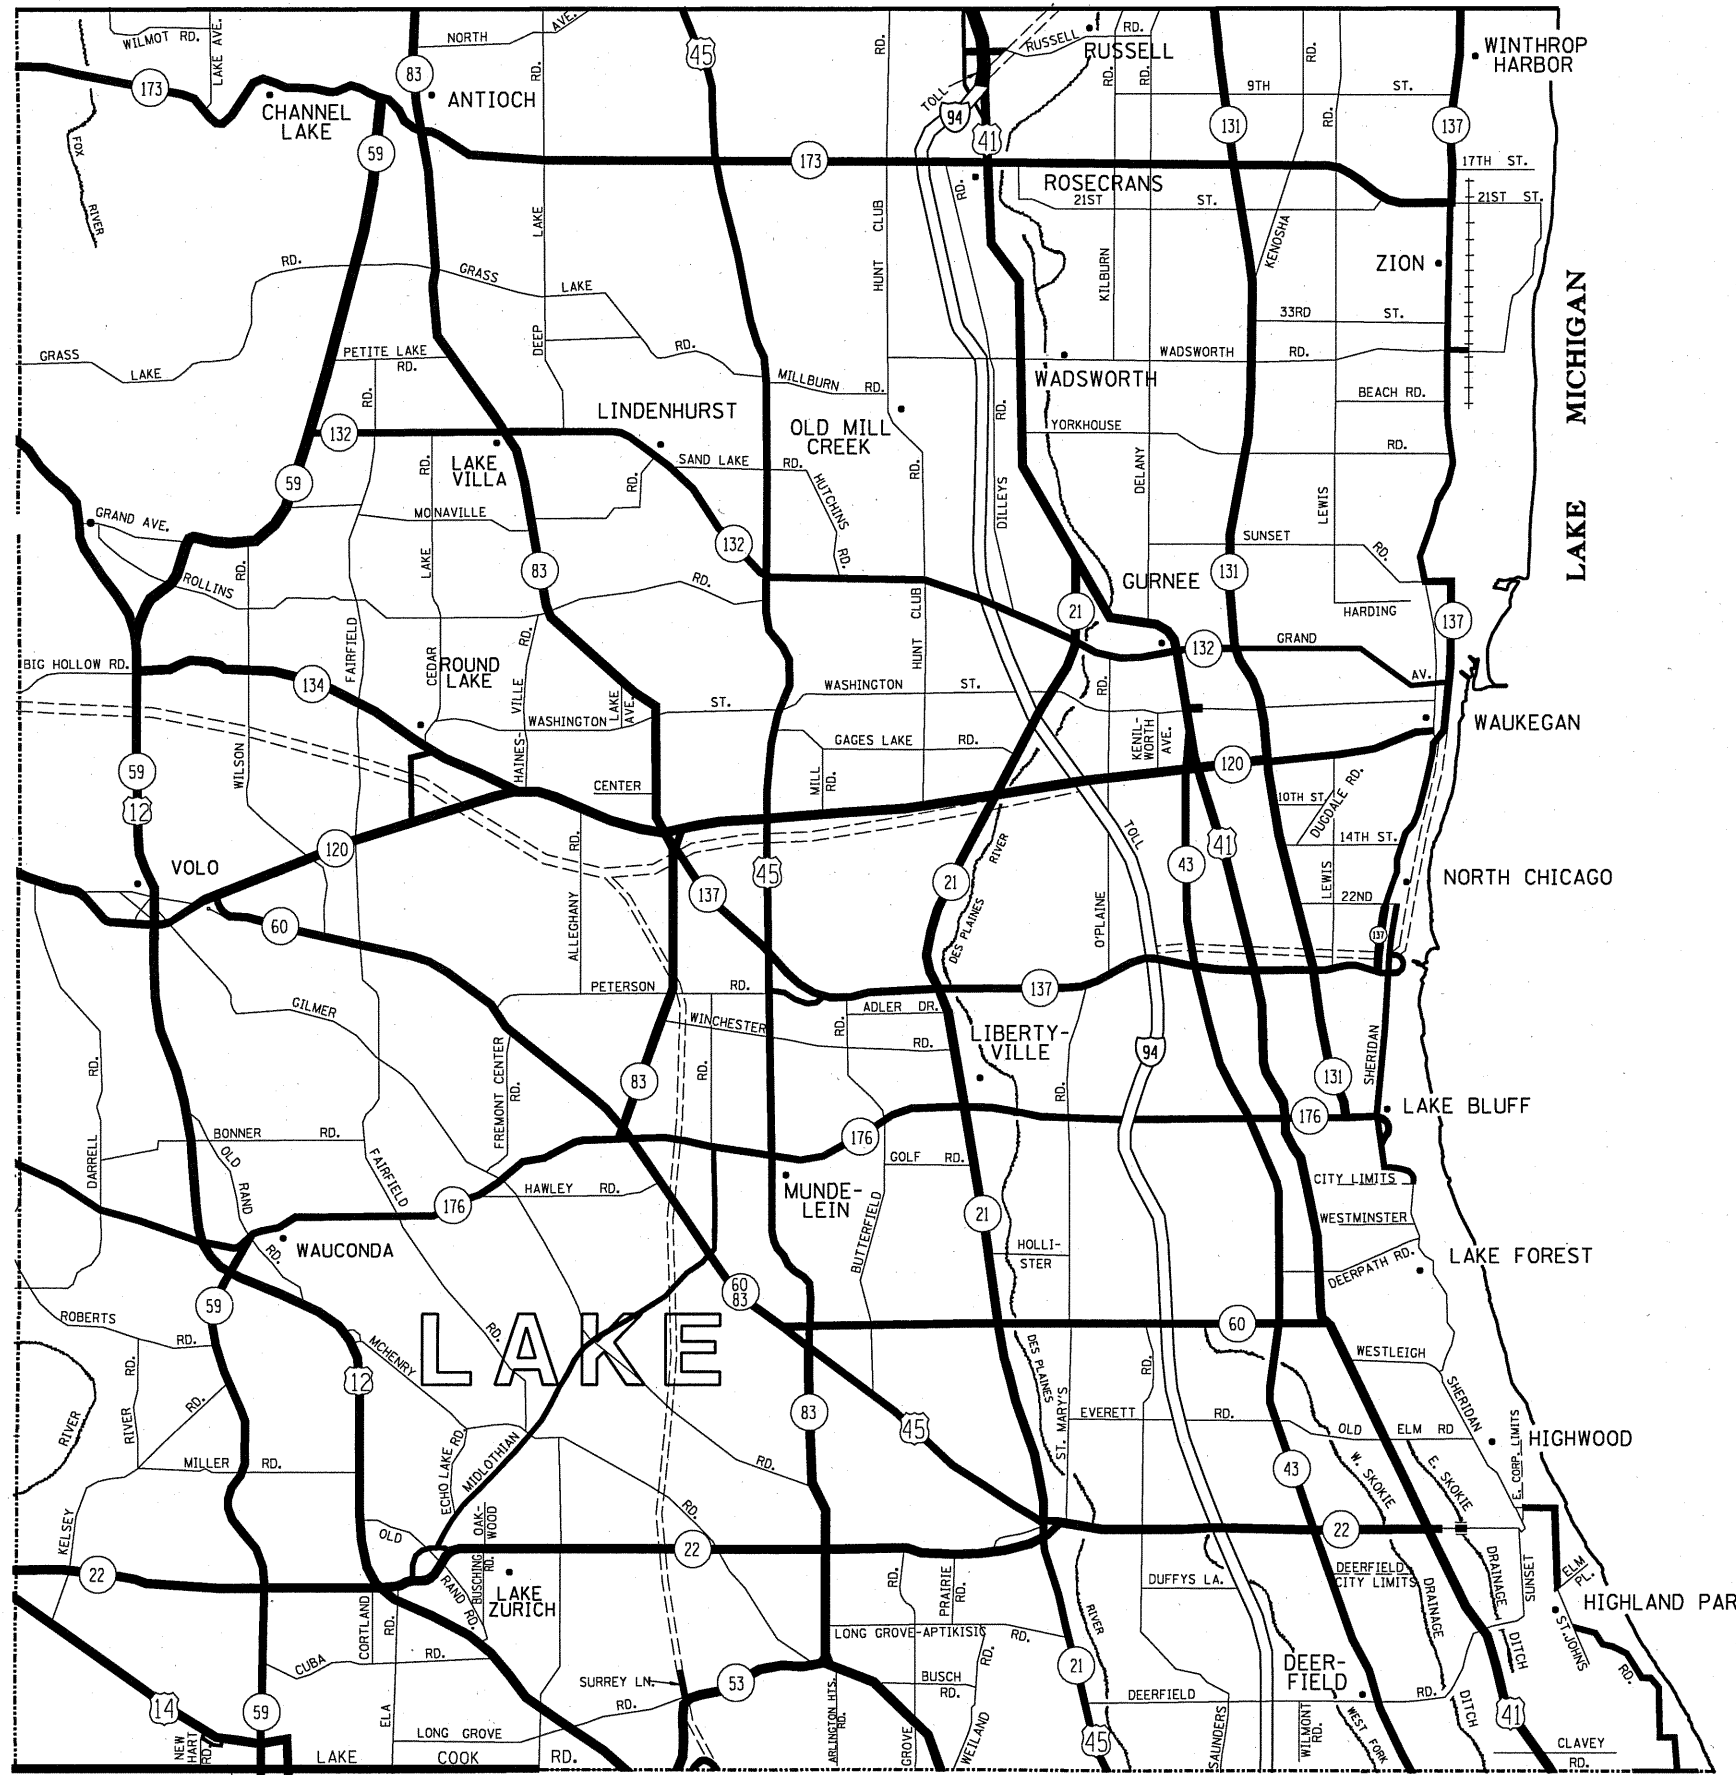 WILMOT RD.
LAKE AVE.
NORTH AVE.
83
45
RD.
RUSSELL RD.
RUSSELL
WINTHROP
HARBOR
173
CHANNEL
LAKE
ANTIOCH
RD.
TOLL
94
41
RD.
RD.
9TH ST.
RD.
RD.
131
137
59
173
17TH ST.
FOX
RIVER
LAKE
HUNT CLUB
RD.
ROSECRANS
21ST ST.
21ST ST.
KENOSHA
ZION
KILBURN
RD.
GRASS
LAKE
RD.
33RD ST.
LAKE MICHIGAN
GRASS
LAKE
PETITE LAKE
RD.
DEEP
MILLBURN RD.
WADSWORTH RD.
WADSWORTH
BEACH RD.
RD.
132
LINDENHURST
OLD MILL
CREEK
RD.
YORKHOUSE
RD.
LAKE
VILLA
RD.
SAND LAKE RD.
RD.
HUTCHINS
RD.
RD.
DILLEYS
DELANY
LEWIS
59
GRAND AVE.
MONAVILLE
132
SUNSET
RD.
LAKE
83
RD.
ROLLINS
RD.
GURNEE
131
HARDING
21
137
CLUB
HUNT
BIG HOLLOW RD.
134
FAIRFIELD
CEDAR
ROUND
LAKE
RD.
VILLE
HAINES-
132
GRAND
AV.
WASHINGTON
LAKE
AVE.
ST.
WASHINGTON ST.
RD.
WAUKEGAN
59
12
WILSON
GAGES LAKE RD.
MILL
RD.
KENIL-
WORTH
AVE.
120
CENTER
10TH ST.
DUGDALE RD.
14TH ST.
VOLO
120
RD.
137
45
21
RIVER
TOLL
43
41
LEWIS
22ND
NORTH CHICAGO
60
ALLEGHANY
DES PLAINES
O'PLAINE
137
PETERSON RD.
137
GILMER
WINCHESTER
RD.
ADLER DR.
RD.
LIBERTY-
VILLE
94
SHERIDAN
RD.
FREMONT CENTER
RD.
RD.
83
RD.
131
LAKE BLUFF
176
176
BONNER RD.
DARRELL
OLD
RAND
RD.
FAIRFIELD
176
HAWLEY RD.
MUNDE-
LEIN
GOLF RD.
BUTTERFIELD
21
CITY LIMITS
WESTMINSTER
WAUCONDA
HOLLI-
STER
DEERPATH RD.
LAKE FOREST
59
60
83
ROBERTS
RD.
LAKE
RD.
60
MCHENRY
12
RIVER
RD.
RIVER
RD.
DES PLAINES
ST. MARY'S
RD.
WESTLEIGH
SHERIDAN
83
45
EVERETT RD.
OLD ELM RD
E. CORP. LIMITS
HIGHWOOD
MILLER RD.
ECHO LAKE RD.
MIDLOTHIAN
RD.
43
W. SKOKIE
E. SKOKIE
KELSEY
OLD
RAND RD.
OAK-
WOOD
RD.
BUSCHING
RD.
22
22
22
LAKE
ZURICH
RD.
PRAIRIE
RD.
DUFFYS LA.
DEERFIELD
CITY LIMITS
DRAINAGE
DRAINAGE
SUNSET
ELM
PL.
HIGHLAND PAR
ST.JOHNS
RD.
CORTLAND
RD.
CUBA RD.
LONG GROVE-APTIKISIC RD.
RIVER
DITCH
SURREY LN.
53
BUSCH
RD.
RD.
21
DEER-
FIELD
14
59
NEW
HART
RD.
ELA
LONG GROVE
RD.
ARLINGTON HTS.
RD.
GROVE
WEILAND
DEERFIELD RD.
45
SAUNDERS
WILMONT
RD.
WEST FORK
DITCH
41
CLAVEY
RD.
LAKE COOK RD.